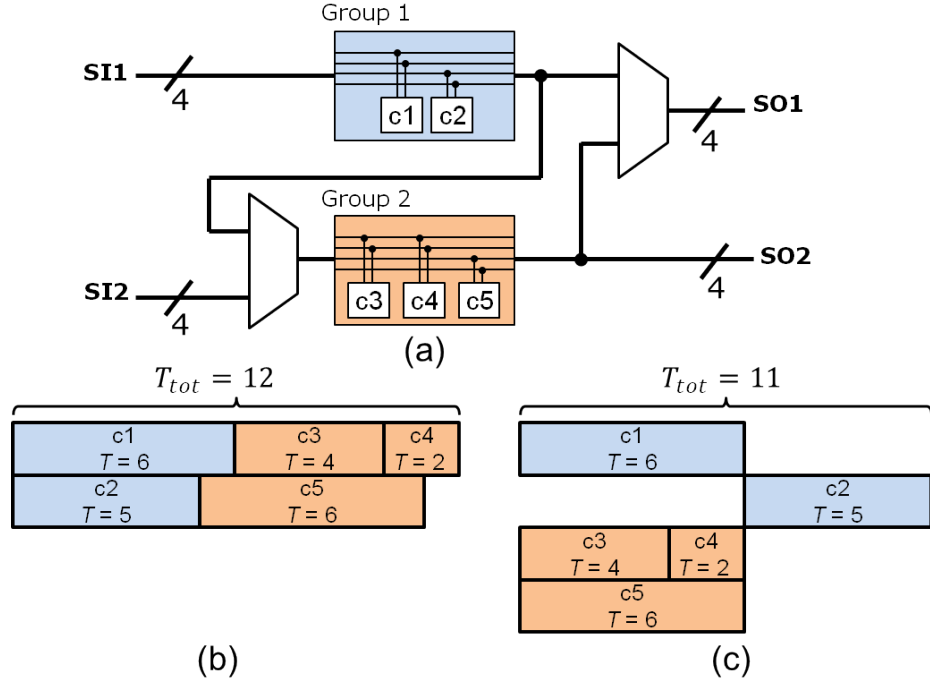 Group 1
SI1
4
c1 c2
SO1
4
Group 2
SI2
4
c3 c4 c5
SO2
4
(a)
T_tot = 12
c1
T = 6
c3
T = 4
c4
T = 2
c2
T = 5
c5
T = 6
(b)
T_tot = 11
c1
T = 6
c2
T = 5
c3
T = 4
c4
T = 2
c5
T = 6
(c)